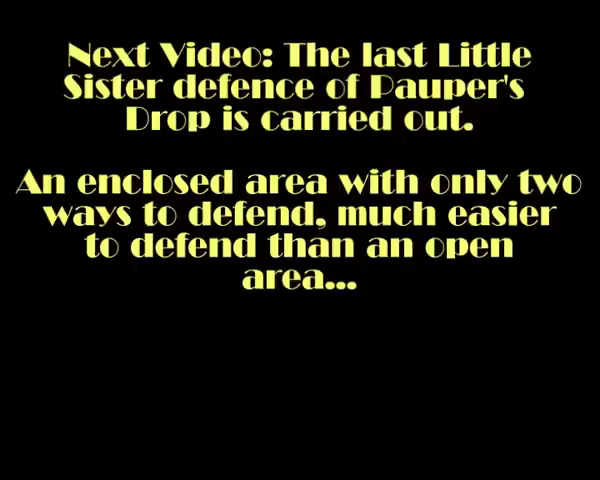 Next Video: The last Little
Sister defence of Pauper's
Drop is carried out.
An enclosed area with only two
ways to defend, much easier
to defend than an open
area...